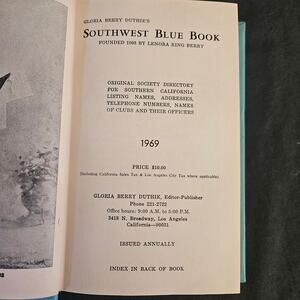 GLORIA BERRY DUTHIE'S
SOUTHWEST BLUE BOOK
FOUNDED 1903 BY LENORA KING BERRY
ORIGINAL SOCIETY DIRECTORY
FOR SOUTHERN CALIFORNIA
LISTING NAMES, ADDRESSES,
TELEPHONE NUMBERS, NAMES
OF CLUBS AND THEIR OFFICERS
1969
PRICE $10.00
(Including California Sales Tax & Los Angeles City Tax where applicable)
GLORIA BERRY DUTHIE, Editor-Publisher
Phone 221-2722
Office hours: 9:00 A.M. to 5:00 P.M.
3418 N. Broadway, Los Angeles
California—90031
ISSUED ANNUALLY
INDEX IN BACK OF BOOK